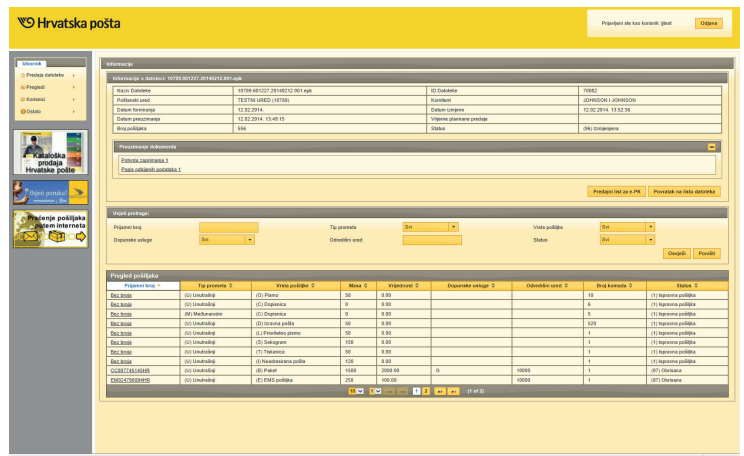 Hrvatska pošta
Prijavljeni ste kao korisnik: jjtest Odjava
Izbornik
Predaja datoteke
Pregledi
Korisnici
Ostalo
Kataloška
prodaja
Hrvatske pošte
Osjeti poruku!
Praćenje pošiljaka
putem interneta
Informacije
Informacije o datoteci: 10789.601227.20140212.001.epk
Naziv Datoteke 10789.601227.20140212.001.epk ID Datoteke 79882
Poštanski ured TESTNI URED (10789) Komitent JOHNSON I JOHNSON
Datum formiranja 12.02.2014. Datum izmjene 12.02.2014. 13:52:38
Datum preuzimanja 12.02.2014. 13:49:15 Vrijeme planirane predaje
Broj pošiljaka 556 Status (96) Izmijenjena
Preuzimanje dokumenta
Potvrda zaprimanja 1
Popis odbijenih podataka 1
Predajni list za e-PK Povratak na listu datoteka
Uvjeti pretrage:
Prijamni broj Tip prometa Svi Vrsta pošiljke Svi
Dopunske usluge Svi Odredišni ured Status Svi
Osvježi Poništi
Pregled pošiljaka
Prijamni broj Tip prometa Vrsta pošiljke Masa Vrijednost Dopunske usluge Odredišni ured Broj komada Status
Bez broja (U) Unutrašnji (O) Pismo 50 0.00 19 (1) Ispravna pošiljka
Bez broja (U) Unutrašnji (C) Dopisnica 0 0.00 6 (1) Ispravna pošiljka
Bez broja (M) Međunarodni (C) Dopisnica 0 0.00 5 (1) Ispravna pošiljka
Bez broja (U) Unutrašnji (D) Izravna pošta 50 0.00 520 (1) Ispravna pošiljka
Bez broja (U) Unutrašnji (L) Prioritetno pismo 50 0.00 1 (1) Ispravna pošiljka
Bez broja (U) Unutrašnji (S) Sekogram 150 0.00 1 (1) Ispravna pošiljka
Bez broja (U) Unutrašnji (T) Tiskanica 50 0.00 1 (1) Ispravna pošiljka
Bez broja (U) Unutrašnji (I) Neadresirana pošta 120 0.00 1 (1) Ispravna pošiljka
CC097745146HR (U) Unutrašnji (B) Paket 1500 2000.00 G 10000 1 (97) Obrisana
EM024798094HR (U) Unutrašnji (E) EMS pošiljka 250 100.00 10000 1 (97) Obrisana
10 1 1 2 (1 of 2)